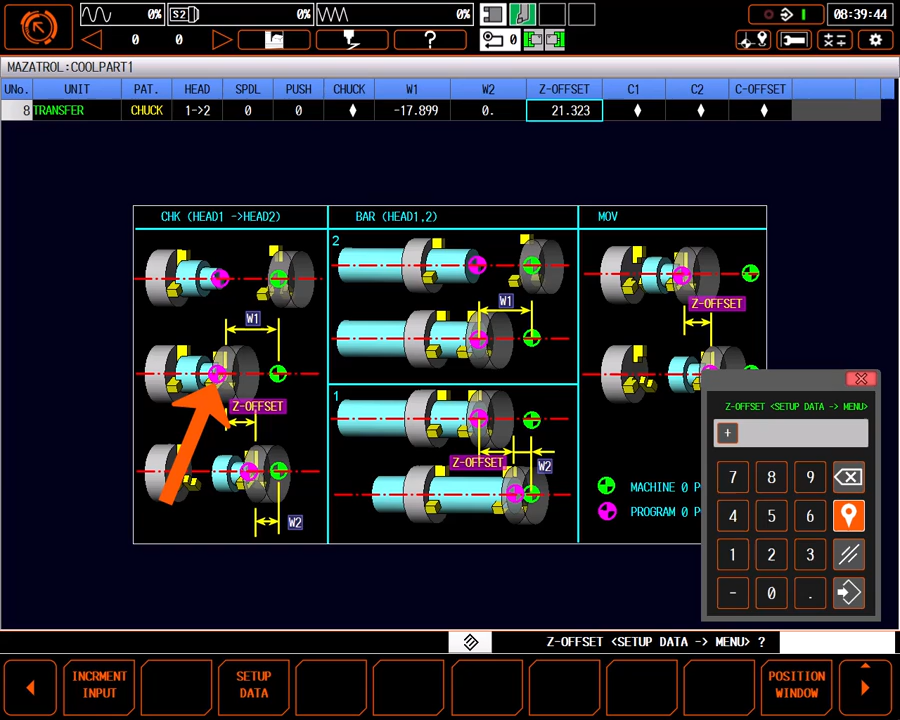 0% S2 0% 0%
08:39:44
0 0 ? 0
MAZATROL:COOLPART1
UNo. UNIT PAT. HEAD SPDL PUSH CHUCK W1 W2 Z-OFFSET C1 C2 C-OFFSET
8 TRANSFER CHUCK 1->2 0 0 ♦ -17.899 0. 21.323 ♦ ♦ ♦
CHK (HEAD1 ->HEAD2) BAR (HEAD1,2) MOV
2
W1
W1
Z-OFFSET
Z-OFFSET
1
Z-OFFSET
W2
W2
MACHINE 0 P
PROGRAM 0 P
Z-OFFSET <SETUP DATA -> MENU>
+
7 8 9
4 5 6
1 2 3 //
- 0 .
Z-OFFSET <SETUP DATA -> MENU> ?
INCRMENT INPUT
SETUP DATA
POSITION WINDOW